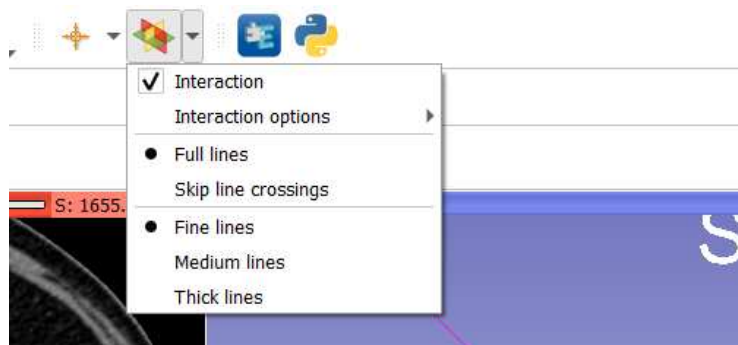 Interaction
Interaction options
Full lines
Skip line crossings
S: 1655.
Fine lines
Medium lines
Thick lines
S